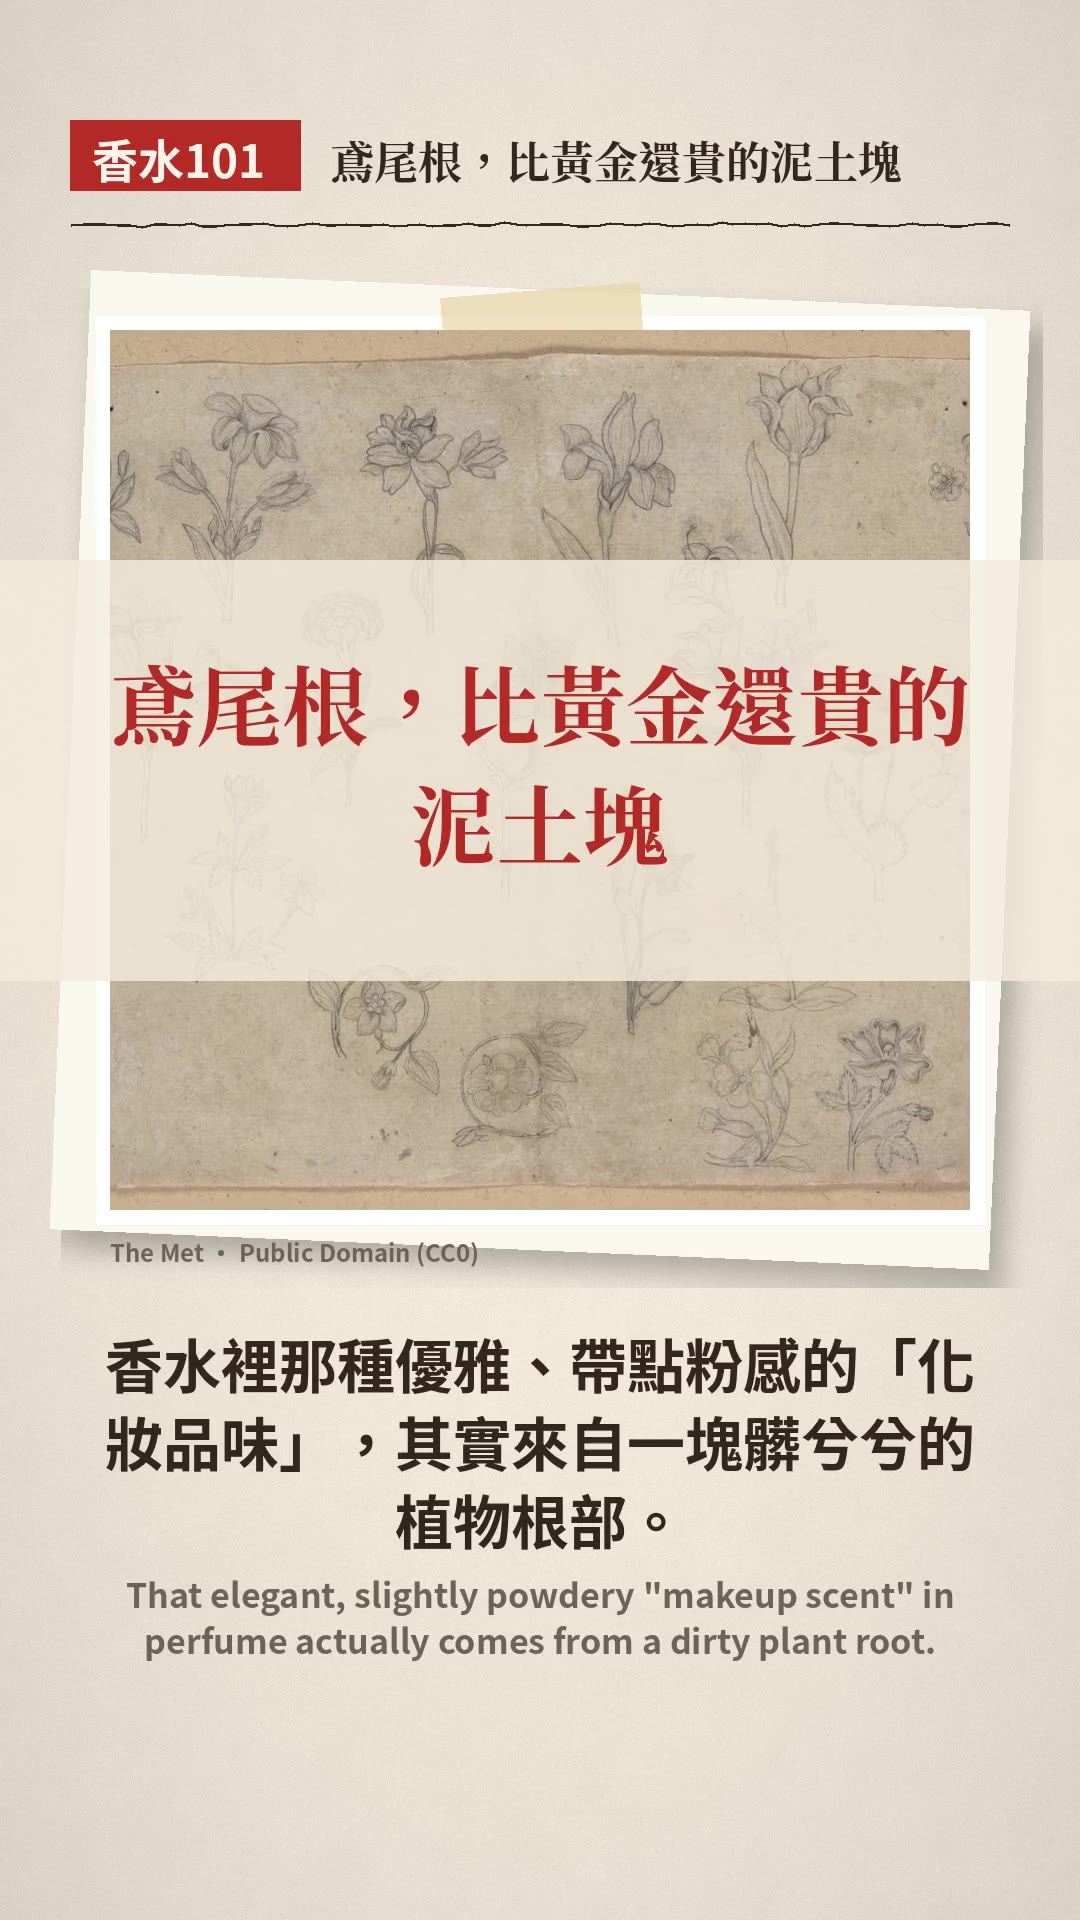 香水101 鳶尾根，比黃金還貴的泥土塊
鳶尾根，比黃金還貴的
泥土塊
The Met · Public Domain (CC0)
香水裡那種優雅、帶點粉感的「化
妝品味」，其實來自一塊髒兮兮的
植物根部。
That elegant, slightly powdery "makeup scent" in
perfume actually comes from a dirty plant root.